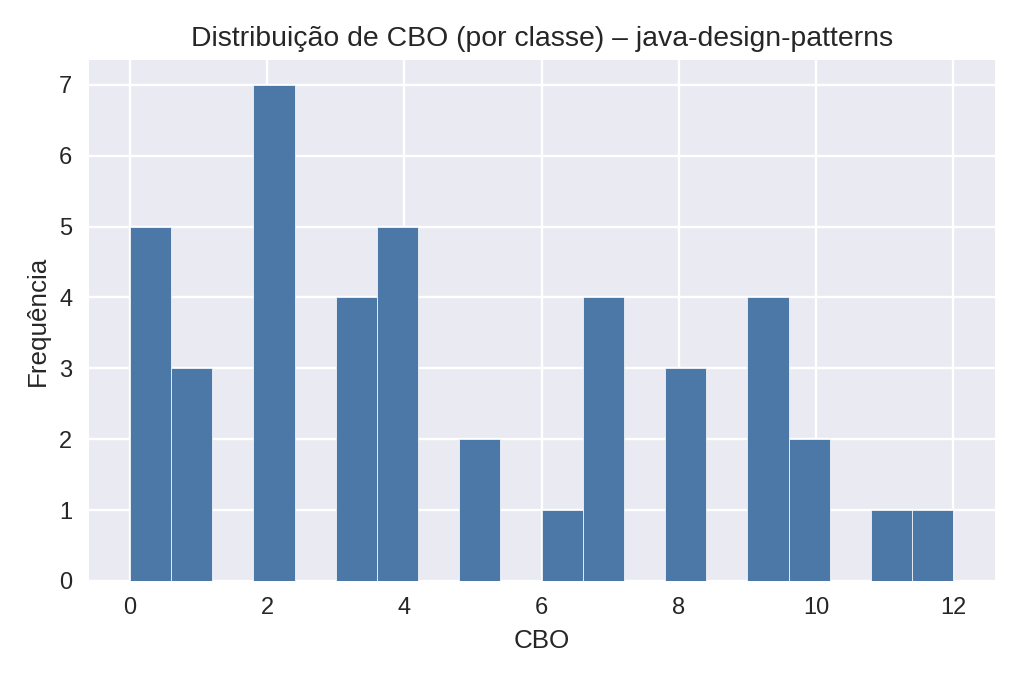 Distribuição de CBO (por classe) – java-design-patterns
Frequência
7
6
5
4
3
2
1
0
0 2 4 6 8 10 12
CBO